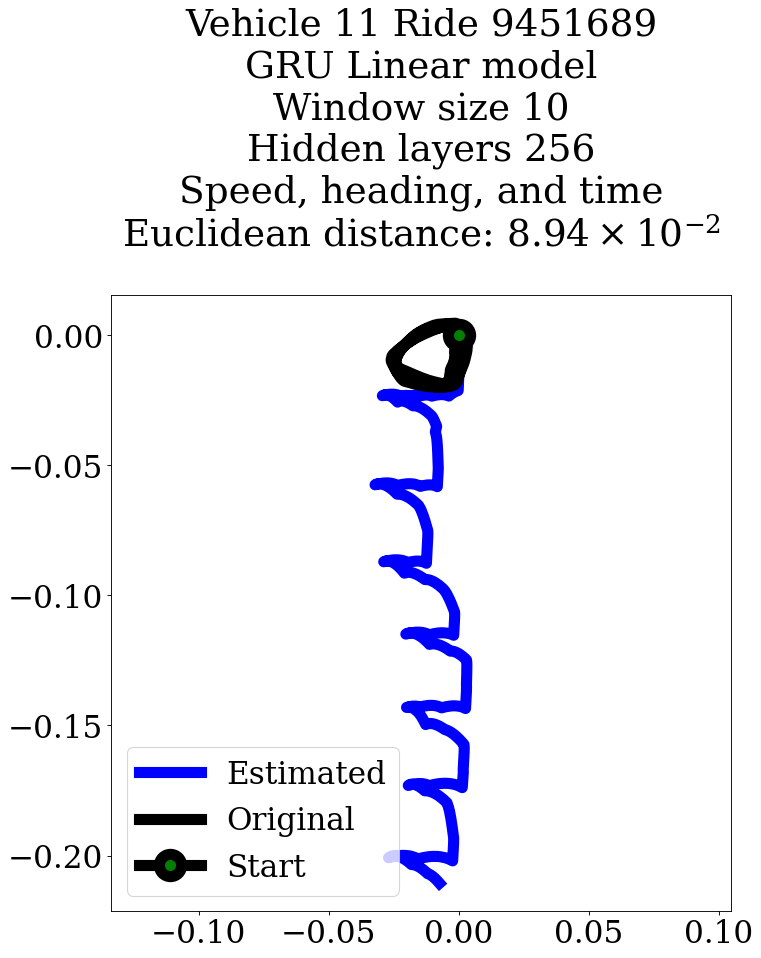 Vehicle 11 Ride 9451689
GRU Linear model
Window size 10
Hidden layers 256
Speed, heading, and time
Euclidean distance: 8.94 × 10⁻²
0.00
−0.05
−0.10
−0.15
−0.20
Estimated
Original
Start
−0.10 −0.05 0.00 0.05 0.10